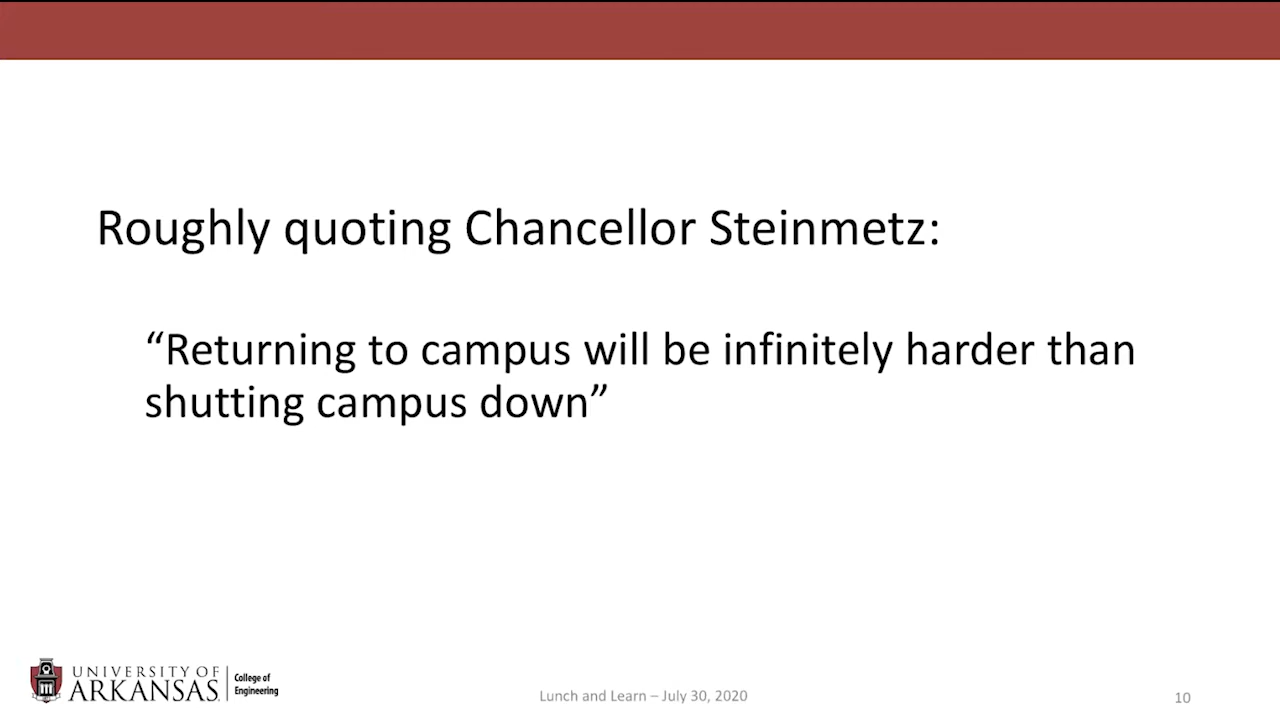 Roughly quoting Chancellor Steinmetz:
“Returning to campus will be infinitely harder than
shutting campus down”
UNIVERSITY OF
ARKANSAS
College of
Engineering
Lunch and Learn – July 30, 2020
10